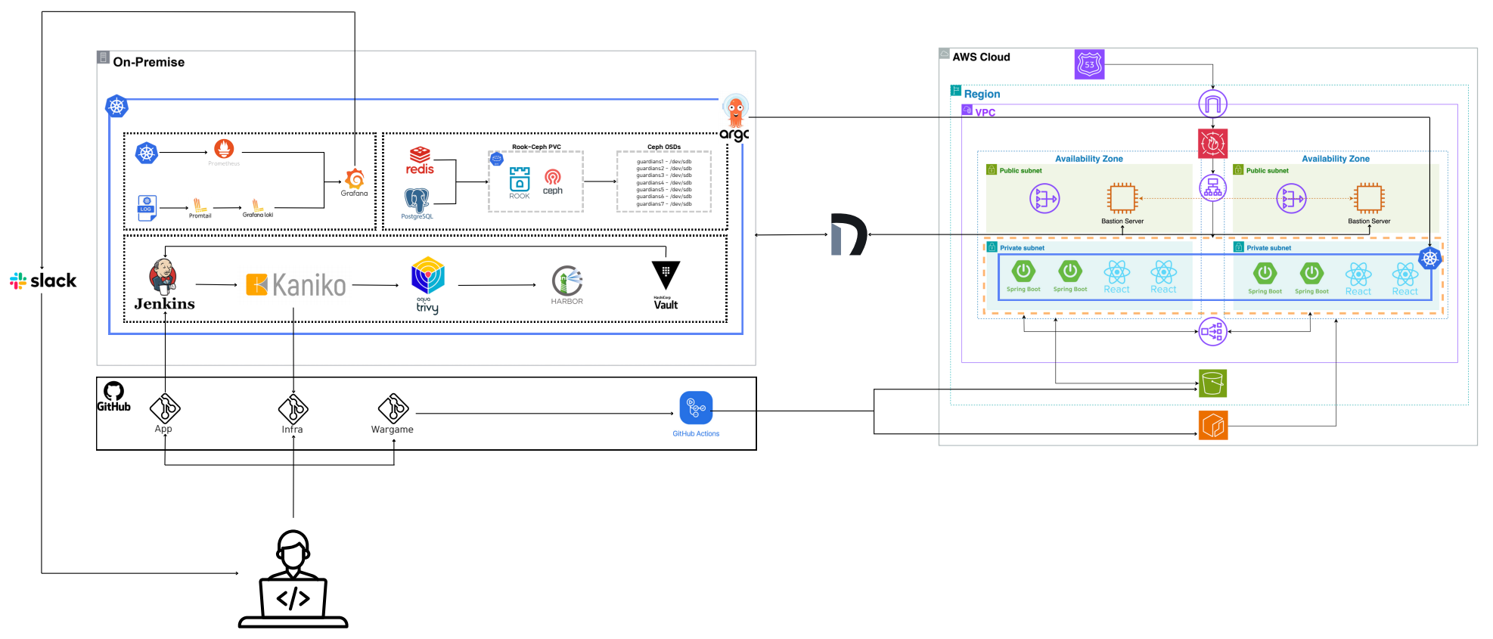 On-Premise
argo
Prometheus
Grafana
LOG
Promtail
Grafana loki
redis
PostgreSQL
Rook-Ceph PVC
ROOK
ceph
Ceph OSDs
guardians1 - /dev/sdb
guardians2 - /dev/sdb
guardians3 - /dev/sdb
guardians4 - /dev/sdb
guardians5 - /dev/sdb
guardians6 - /dev/sdb
guardians7 - /dev/sdb
slack
Jenkins
Kaniko
aqua
trivy
HARBOR
HashiCorp
Vault
GitHub
App
Infra
Wargame
GitHub Actions
AWS Cloud
53
Region
VPC
Availability Zone
Availability Zone
Public subnet
Public subnet
Bastion Server
Bastion Server
Private subnet
Private subnet
Spring Boot
Spring Boot
React
React
Spring Boot
Spring Boot
React
React